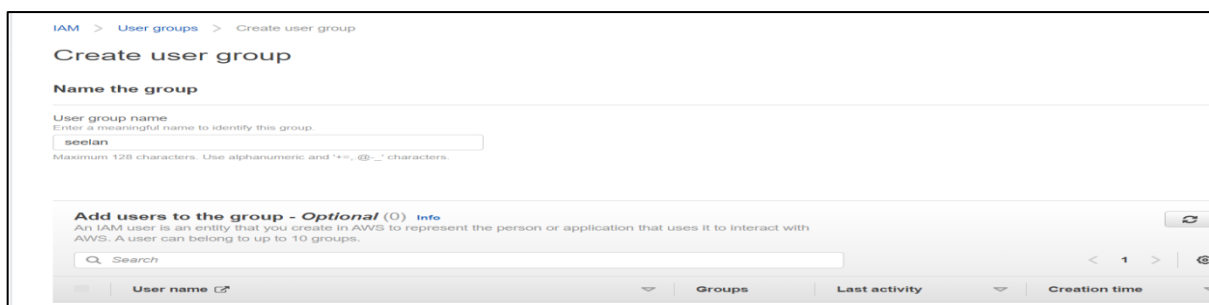 IAM > User groups > Create user group
Create user group
Name the group
User group name
Enter a meaningful name to identify this group.
seelan
Maximum 128 characters. Use alphanumeric and '+=,.@-_' characters.
Add users to the group - Optional (0) Info
An IAM user is an entity that you create in AWS to represent the person or application that uses it to interact with
AWS. A user can belong to up to 10 groups.
Search
< 1 >
User name Groups Last activity Creation time